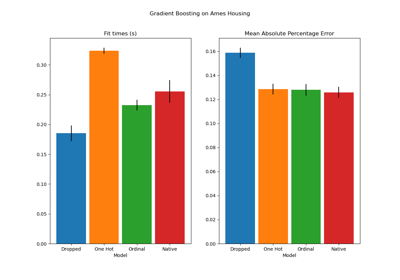 Gradient Boosting on Ames Housing
Fit times (s)
0.30
0.25
0.20
0.15
0.10
0.05
0.00
Dropped One Hot Ordinal Native
Model
Mean Absolute Percentage Error
0.16
0.14
0.12
0.10
0.08
0.06
0.04
0.02
0.00
Dropped One Hot Ordinal Native
Model